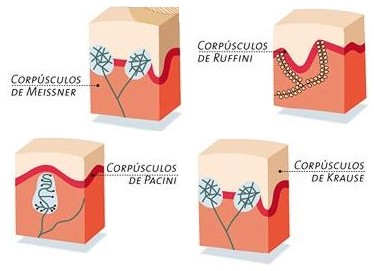 CORPÚSCULOS
DE MEISSNER
CORPÚSCULOS
DE RUFFINI
CORPÚSCULOS
DE PACINI
CORPÚSCULOS
DE KRAUSE